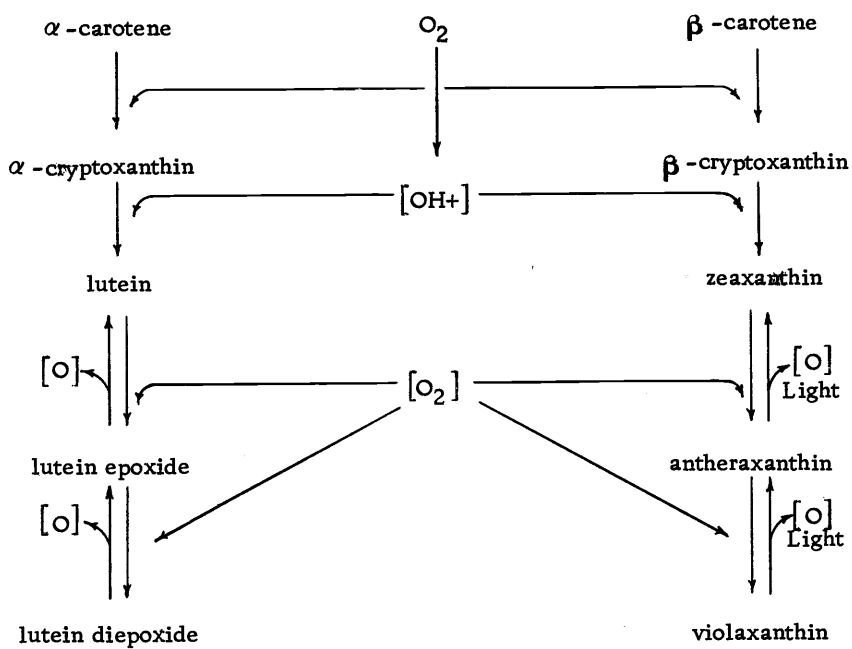 α-carotene
O2
β-carotene
α-cryptoxanthin
[OH+]
β-cryptoxanthin
lutein
zeaxanthin
[O]
[O2]
[O]
Light
lutein epoxide
antheraxanthin
[O]
[O]
Light
lutein diepoxide
violaxanthin